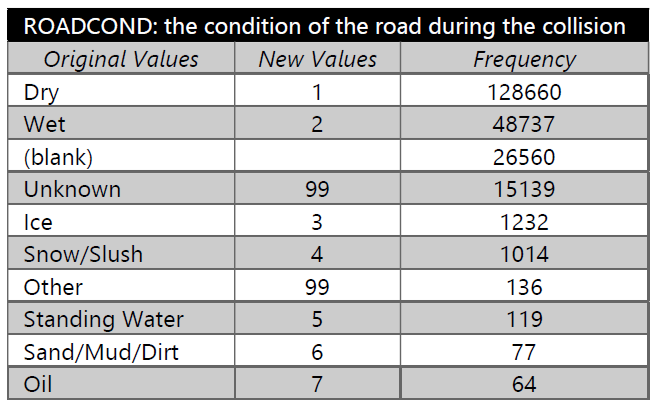 ROADCOND: the condition of the road during the collision
Original Values New Values Frequency
Dry 1 128660
Wet 2 48737
(blank) 26560
Unknown 99 15139
Ice 3 1232
Snow/Slush 4 1014
Other 99 136
Standing Water 5 119
Sand/Mud/Dirt 6 77
Oil 7 64